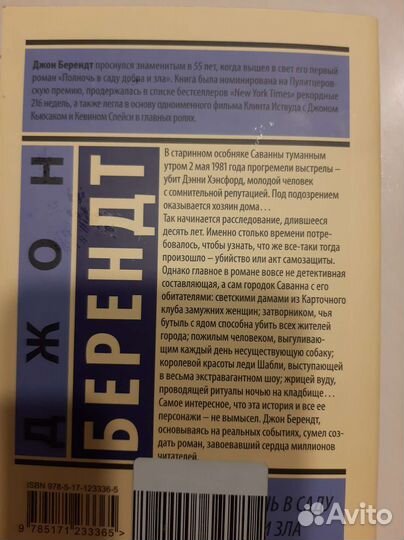 Джон Берендт проснулся знаменитым в 55 лет, когда вышел в свет его первый
роман «Полночь в саду добра и зла». Книга была номинирована на Пулитцеров-
скую премию, продержалась в списке бестселлеров «New York Times» рекордные
216 недель, а также легла в основу одноименного фильма Клинта Иствуда с Джоном
Кьюсаком и Кевином Спейси в главных ролях.
ДЖОН
БЕРЕНДТ
В старинном особняке Саванны туманным
утром 2 мая 1981 года прогремели выстрелы –
убит Дэнни Хэнсфорд, молодой человек
с сомнительной репутацией. Под подозрением
оказывается хозяин дома…
Так начинается расследование, длившееся
десять лет. Именно столько времени потре-
бовалось, чтобы узнать, что же все-таки тогда
произошло – убийство или акт самозащиты.
Однако главное в романе вовсе не детективная
составляющая, а сам городок Саванна с его
обитателями: светскими дамами из Карточного
клуба замужних женщин; затворником, чья
бутыль с ядом способна убить всех жителей
города; пожилым человеком, выгуливаю-
щим каждый день несуществующую собаку;
королевой красоты леди Шабли, выступающей
в весьма экстравагантном шоу; жрицей вуду,
проводящей ритуалы ночью на кладбище…
Самое интересное, что эта история и все ее
персонажи – не вымысел. Джон Берендт,
основываясь на реальных событиях, сумел соз-
дать роман, завоевавший сердца миллионов
читателей.
ISBN 978-5-17-123336-5
9 785171 233365 >
Ь В САДУ
И ЗЛА
Avito